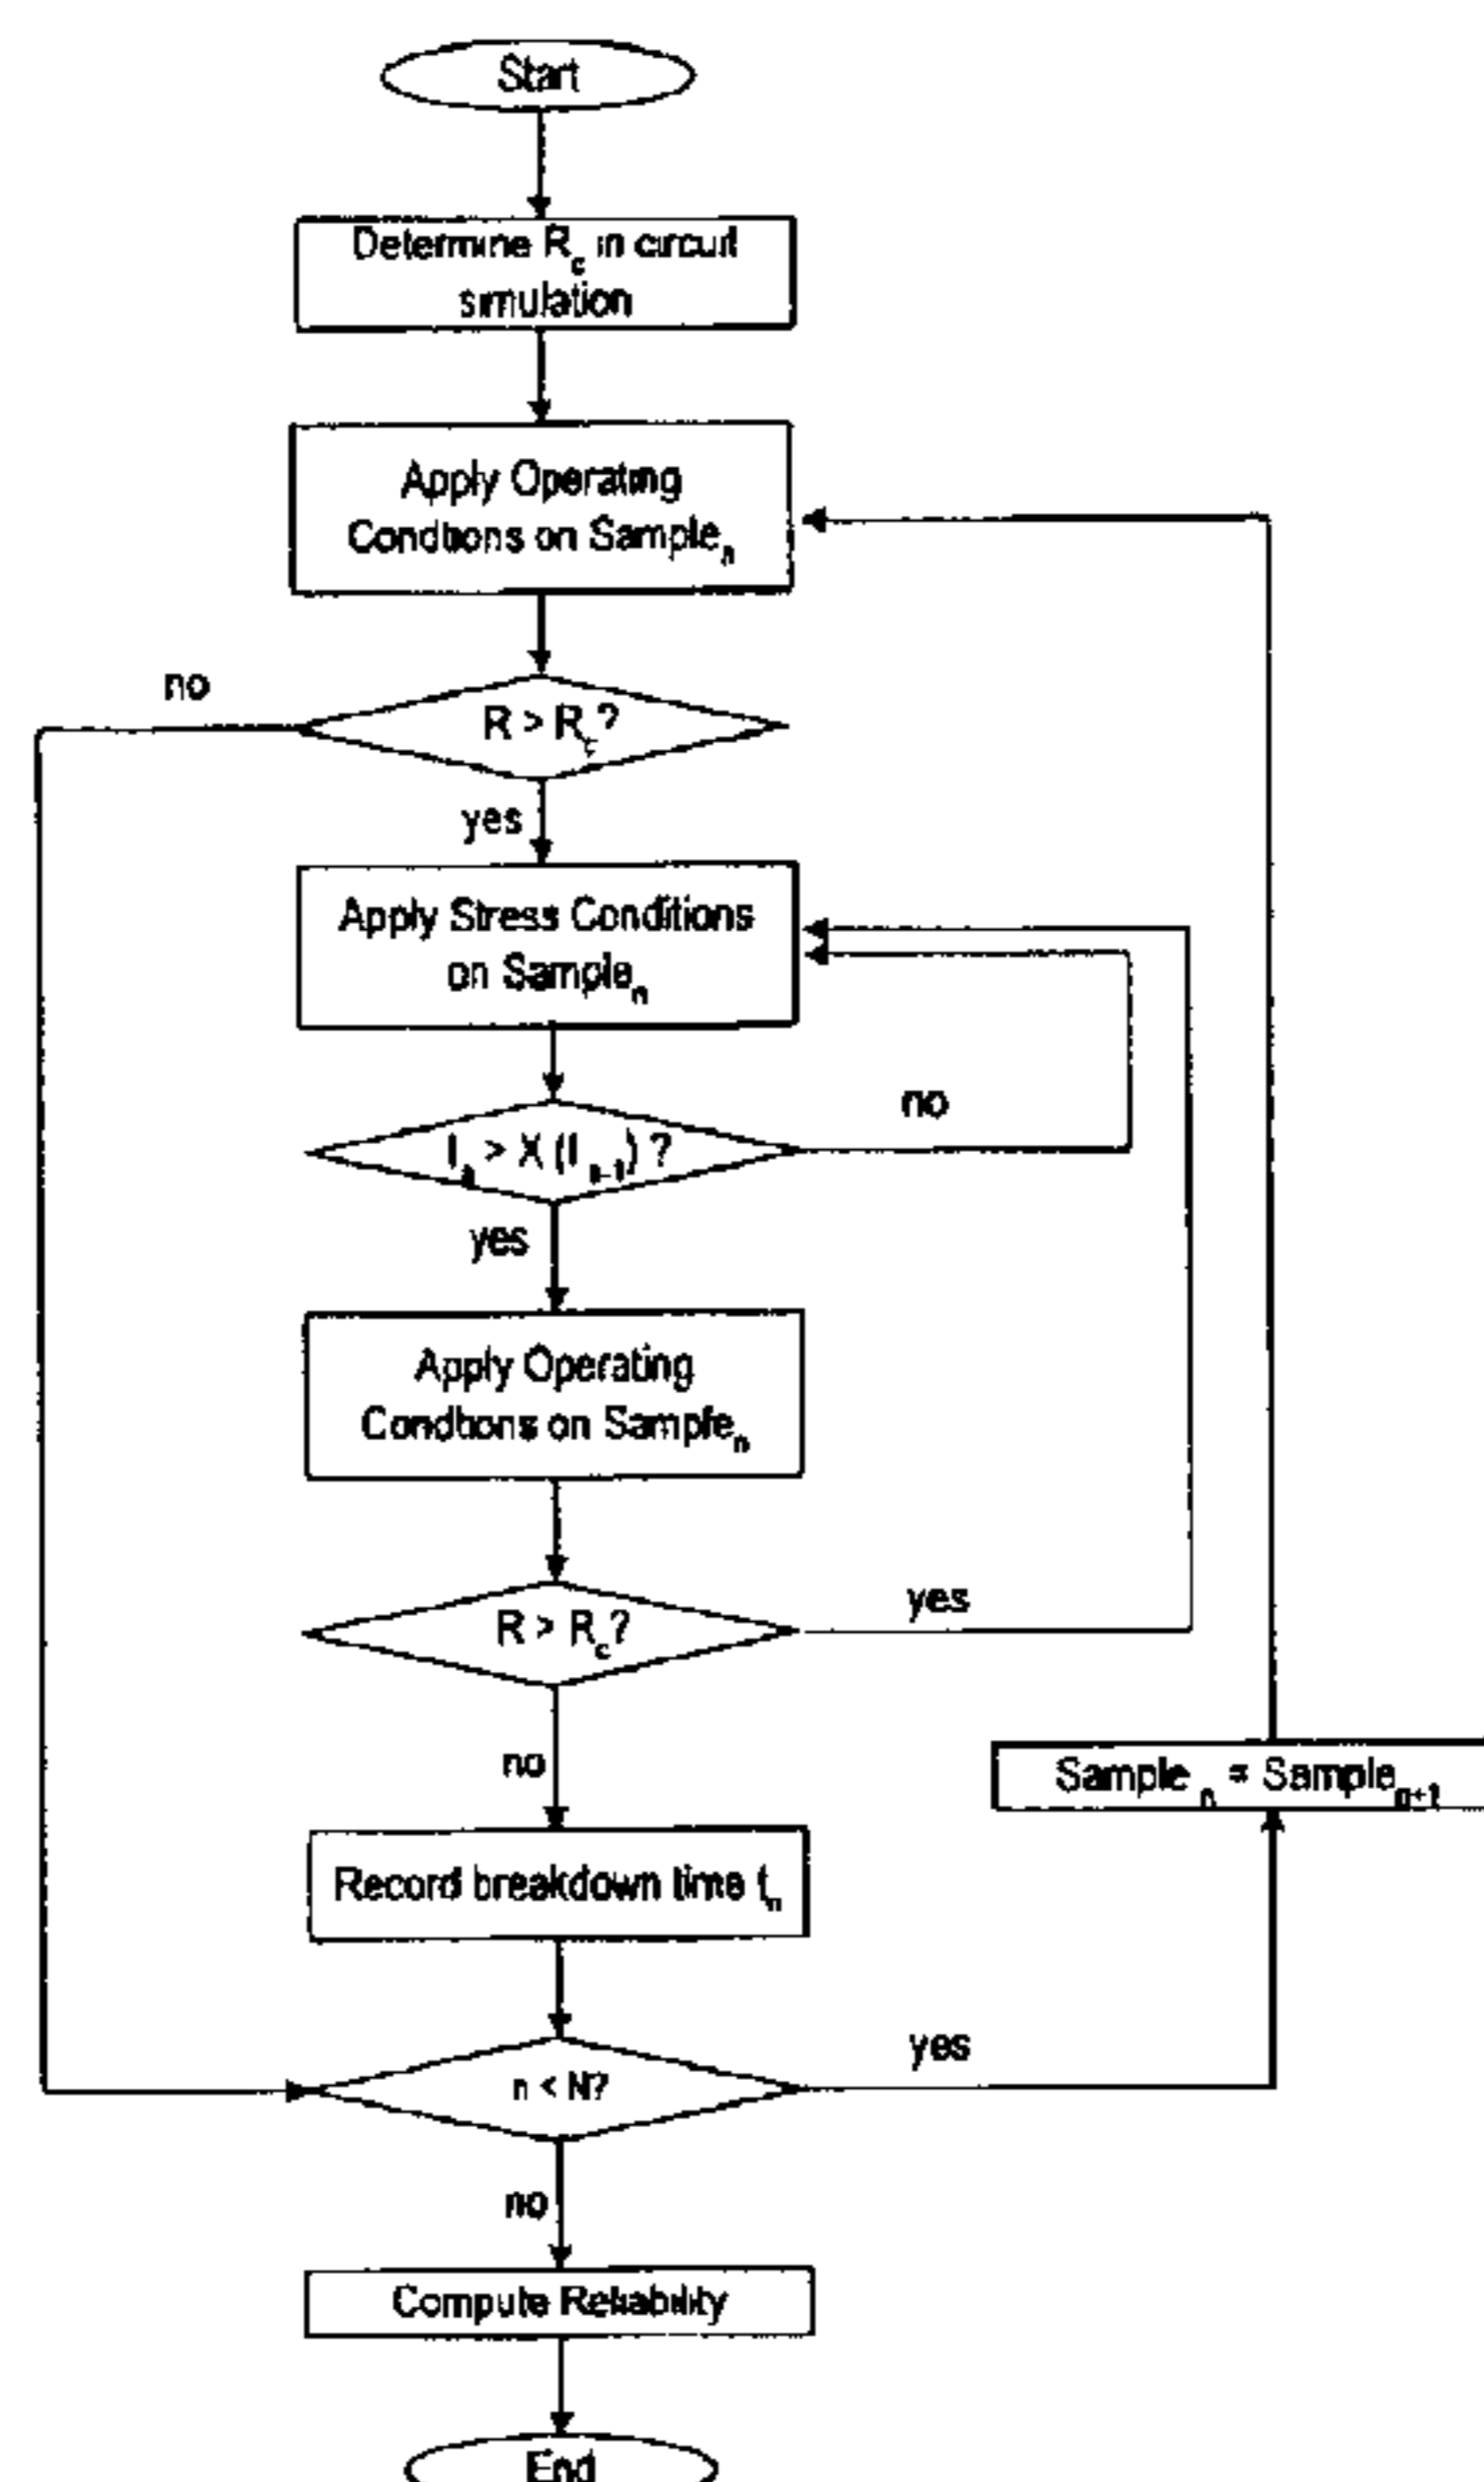 Start
Determine R_c in circuit
simulation
Apply Operating
Condtions on Sample_n
no
R > R_c?
yes
Apply Stress Conditions
on Sample_n
I_n > X (I_n-1) ?
no
yes
Apply Operating
Condtions on Sample_n
R > R_c?
yes
no
Sample_n = Sample_n+1
Record breakdown time t_n
n < N?
yes
no
Compute Reliability
End